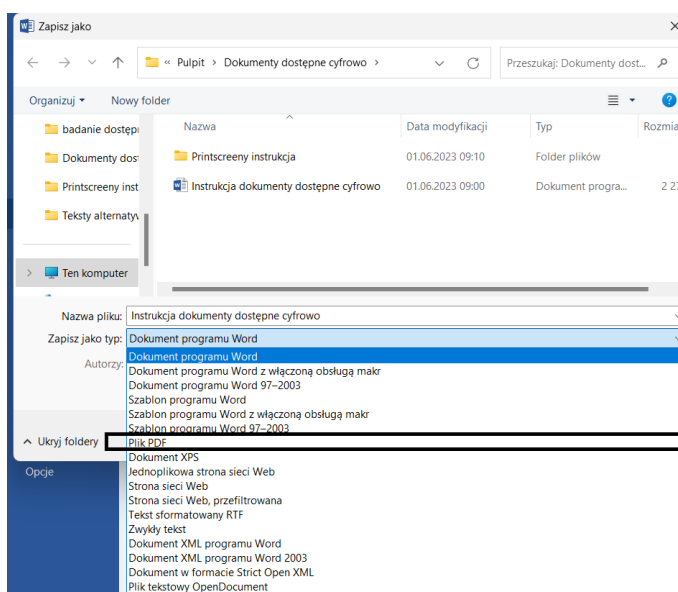 Zapisz jako
« Pulpit > Dokumenty dostępne cyfrowo >
Przeszukaj: Dokumenty dost...
Organizuj
Now folder
Nazwa
Data modyfikacji
Typ
Rozmia
badanie dostępn
Dokumenty dos
Printscreeny inst
Teksty alternatyw
Ten komputer
Printscreeny instrukcja
01.06.2023 09:10
Folder plików
Instrukcja dokumenty dostępne cyfrowo
01.06.2023 09:00
Dokument progra...
2 27
Nazwa pliku:
Instrukcja dokumenty dostępne cyfrowo
Zapisz jako typ:
Dokument programu Word
Autorzy:
Dokument programu Word
Dokument programu Word z włączoną obsługą makr
Dokument programu Word 97–2003
Szablon programu Word
Szablon programu Word z włączoną obsługą makr
Szablon programu Word 97–2003
Plik PDF
Dokument XPS
Jednoplikowa strona sieci Web
Strona sieci Web
Strona sieci Web, przefiltrowana
Tekst sformatowany RTF
Zwykły tekst
Dokument XML programu Word
Dokument XML programu Word 2003
Dokument w formacie Strict Open XML
Plik tekstowy OpenDocument
Ukryj foldery
Opcje